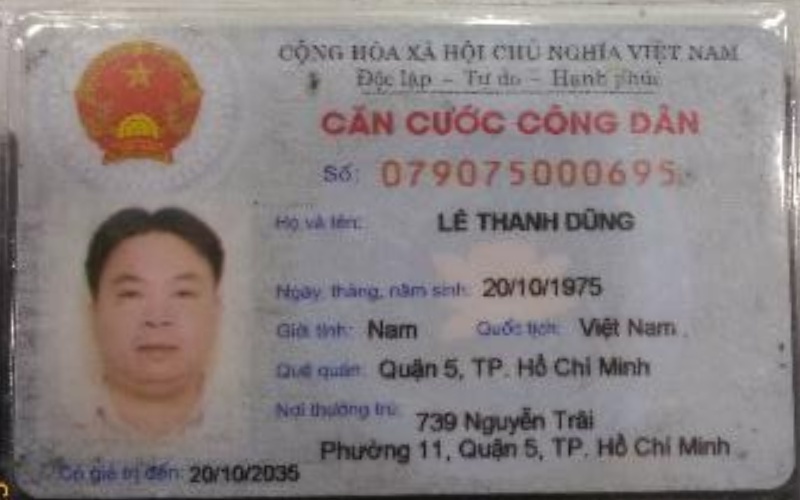 CỘNG HÒA XÃ HỘI CHỦ NGHĨA VIỆT NAM
Độc lập - Tự do - Hạnh phúc
CĂN CƯỚC CÔNG DÂN
Số: 079075000695
Họ và tên: LÊ THANH DŨNG
Ngày, tháng, năm sinh: 20/10/1975
Giới tính: Nam Quốc tịch: Việt Nam
Quê quán: Quận 5, TP. Hồ Chí Minh
Nơi thường trú: 739 Nguyễn Trãi
Phường 11, Quận 5, TP. Hồ Chí Minh
Có giá trị đến: 20/10/2035